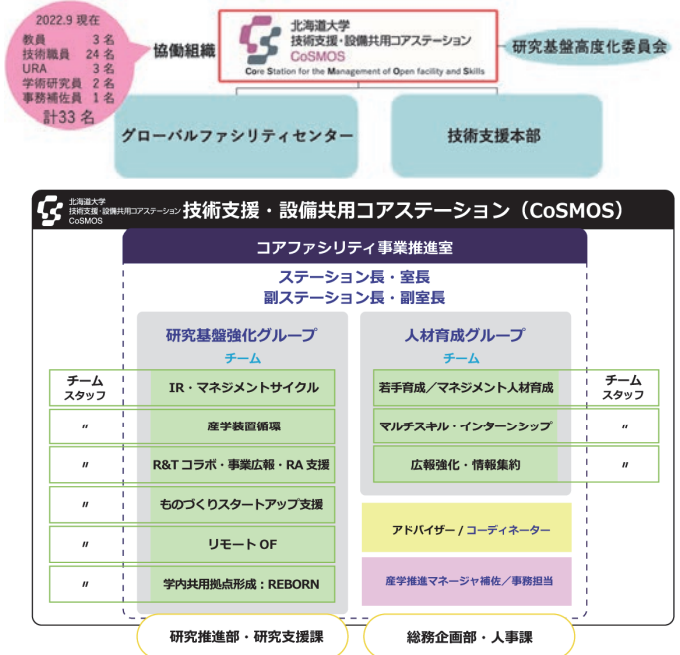 2022.9 現在
教員 3 名
技術職員 24 名
URA 3 名
学術研究員 2 名
事務補佐員 1 名
計33 名
協働組織
北海道大学
技術支援・設備共用コアステーション
CoSMOS
Core Station for the Management of Open facility and Skills
研究基盤高度化委員会
グローバルファシリティセンター
技術支援本部
北海道大学
技術支援・設備共用コアステーション
CoSMOS
技術支援・設備共用コアステーション（CoSMOS）
コアファシリティ事業推進室
ステーション長・室長
副ステーション長・副室長
研究基盤強化グループ
チーム
チーム
スタッフ
IR・マネジメントサイクル
〃
産学装置循環
〃
R&T コラボ・事業広報・RA 支援
〃
ものづくりスタートアップ支援
〃
リモート OF
〃
学内共用拠点形成：REBORN
人材育成グループ
チーム
若手育成／マネジメント人材育成
チーム
スタッフ
マルチスキル・インターンシップ
〃
広報強化・情報集約
〃
アドバイザー / コーディネーター
産学推進マネージャ補佐／事務担当
研究推進部・研究支援課
総務企画部・人事課